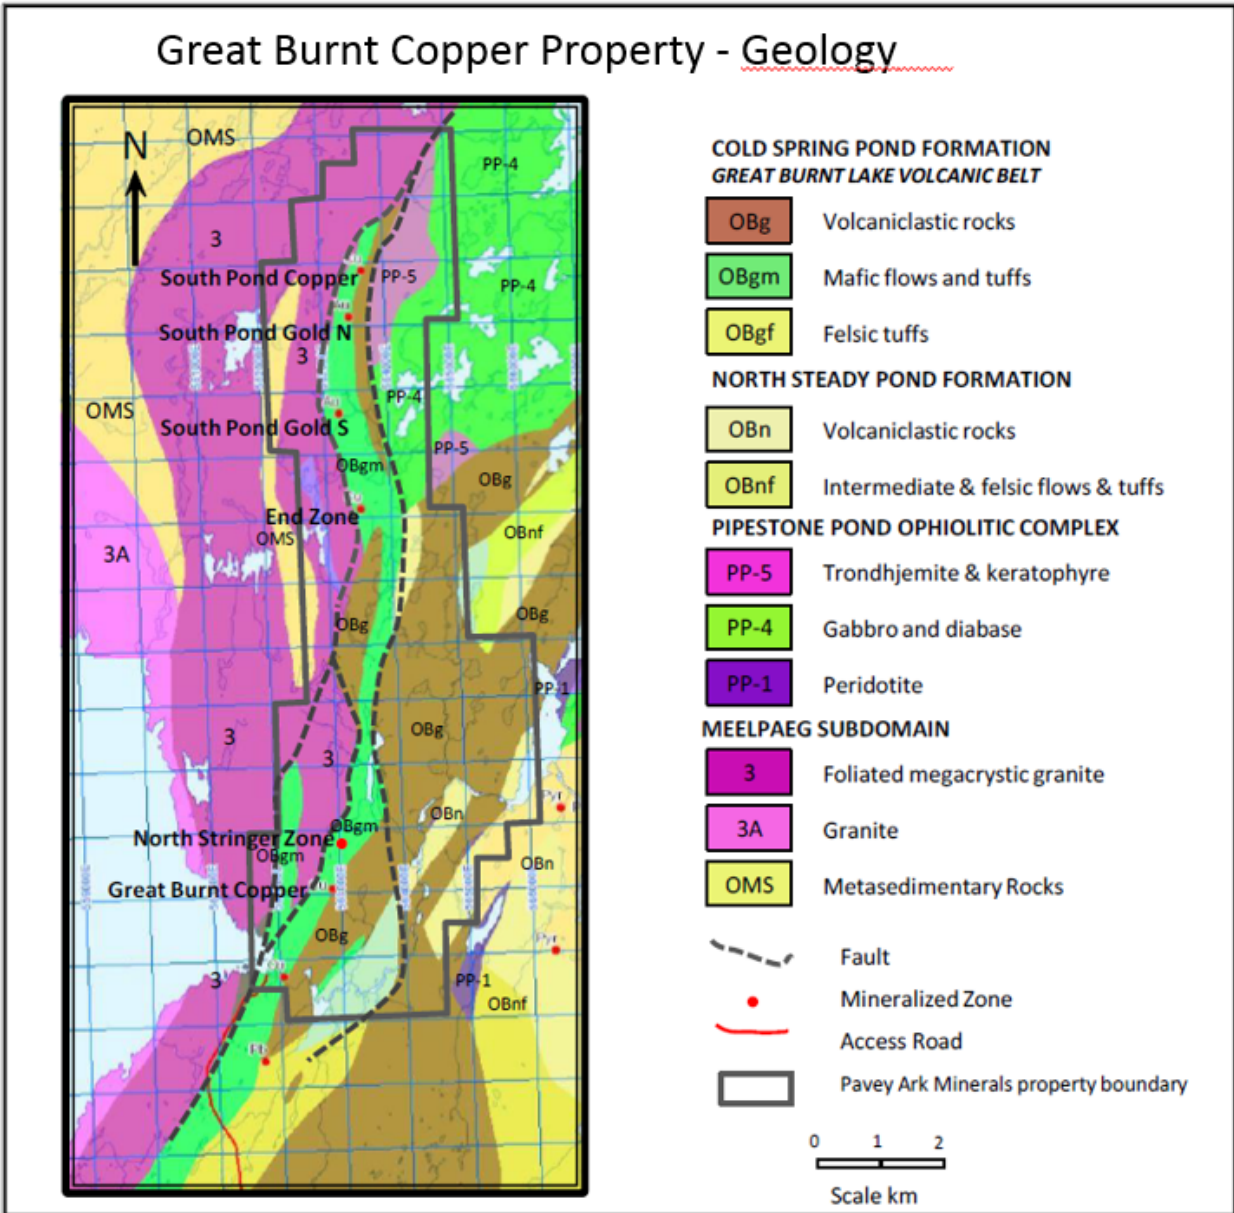 Great Burnt Copper Property - Geology
OMS
N
PP-4
3
South Pond Copper
PP-5
PP-4
South Pond Gold N
3
PP-4
OMS
South Pond Gold S
PP-5
OBgm
OBg
End Zone
OBnf
OMS
3A
OBg
OBg
PP-1
OBg
3
3
OBn
OBgm
North Stringer Zone
OBgm
OBn
Great Burnt Copper
OBg
Pyr
Pyr
3
PP-1
OBnf
Pb
COLD SPRING POND FORMATION
GREAT BURNT LAKE VOLCANIC BELT
OBg Volcaniclastic rocks
OBgm Mafic flows and tuffs
OBgf Felsic tuffs
NORTH STEADY POND FORMATION
OBn Volcaniclastic rocks
OBnf Intermediate & felsic flows & tuffs
PIPESTONE POND OPHIOLITIC COMPLEX
PP-5 Trondhjemite & keratophyre
PP-4 Gabbro and diabase
PP-1 Peridotite
MEELPAEG SUBDOMAIN
3 Foliated megacrystic granite
3A Granite
OMS Metasedimentary Rocks
Fault
Mineralized Zone
Access Road
Pavey Ark Minerals property boundary
0 1 2
Scale km